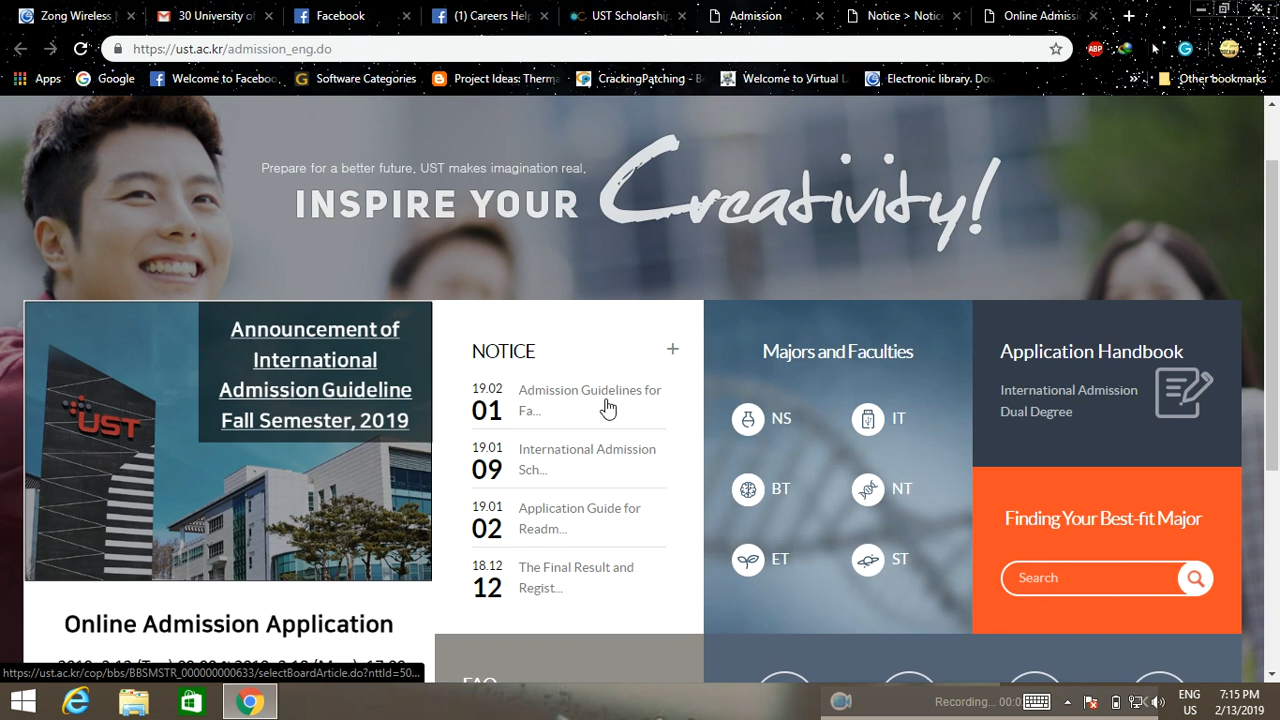 Zong Wireless
30 University of
Facebook
(1) Careers Help
UST Scholarship
Admission
Notice > Notic
Online Admiss
https://ust.ac.kr/admission_eng.do
ABP
Apps
Google
Welcome to Faceboo
Software Categories
Project Ideas: Therma
CrackingPatching - B
Welcome to Virtual L
Electronic library. Do
Other bookmarks
Prepare for a better future, UST makes imagination real,
INSPIRE YOUR Creativity!
UST
Announcement of
International
Admission Guideline
Fall Semester, 2019
Online Admission Application
NOTICE
+
19.02
01
Admission Guidelines for
Fa...
19.01
09
International Admission
Sch...
19.01
02
Application Guide for
Readm...
18.12
12
The Final Result and
Regist...
FAQ
Majors and Faculties
NS
IT
BT
NT
ET
ST
Application Handbook
International Admission
Dual Degree
Finding Your Best-fit Major
Search
https://ust.ac.kr/cop/bbs/BBSMSTR_000000000633/selectBoardArticle.do?nttId=50...
Recording... 00:0
ENG
US
7:15 PM
2/13/2019